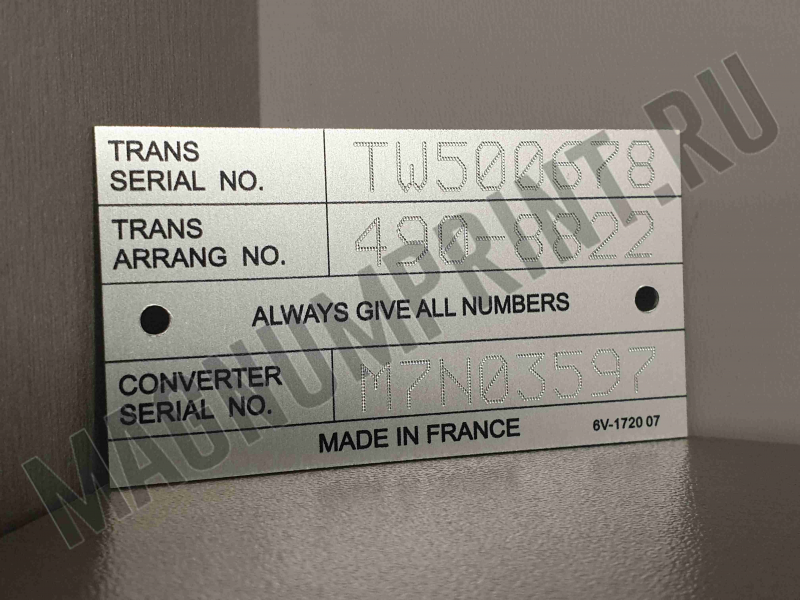 TRANS
SERIAL NO.
TW500678
TRANS
ARRANG NO.
490-8822
ALWAYS GIVE ALL NUMBERS
CONVERTER
SERIAL NO.
M7N03597
MADE IN FRANCE
6V-1720 07
MAGNUMPRINT.RU